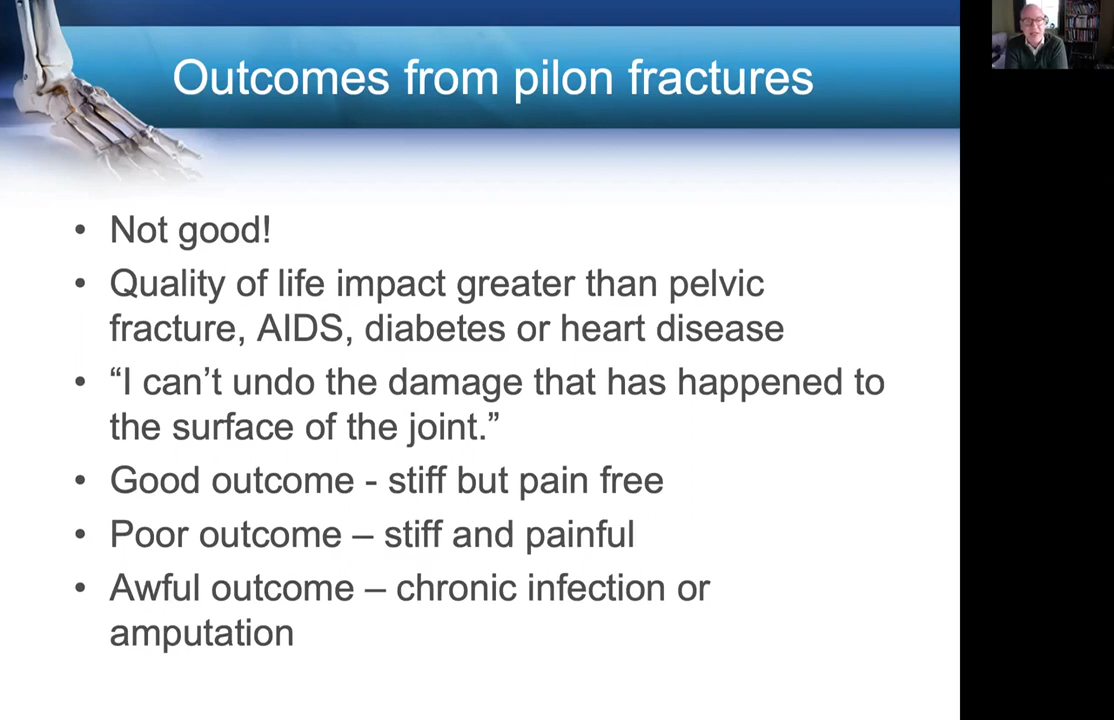 Outcomes from pilon fractures
• Not good!
• Quality of life impact greater than pelvic
fracture, AIDS, diabetes or heart disease
• “I can’t undo the damage that has happened to
the surface of the joint.”
• Good outcome - stiff but pain free
• Poor outcome – stiff and painful
• Awful outcome – chronic infection or
amputation